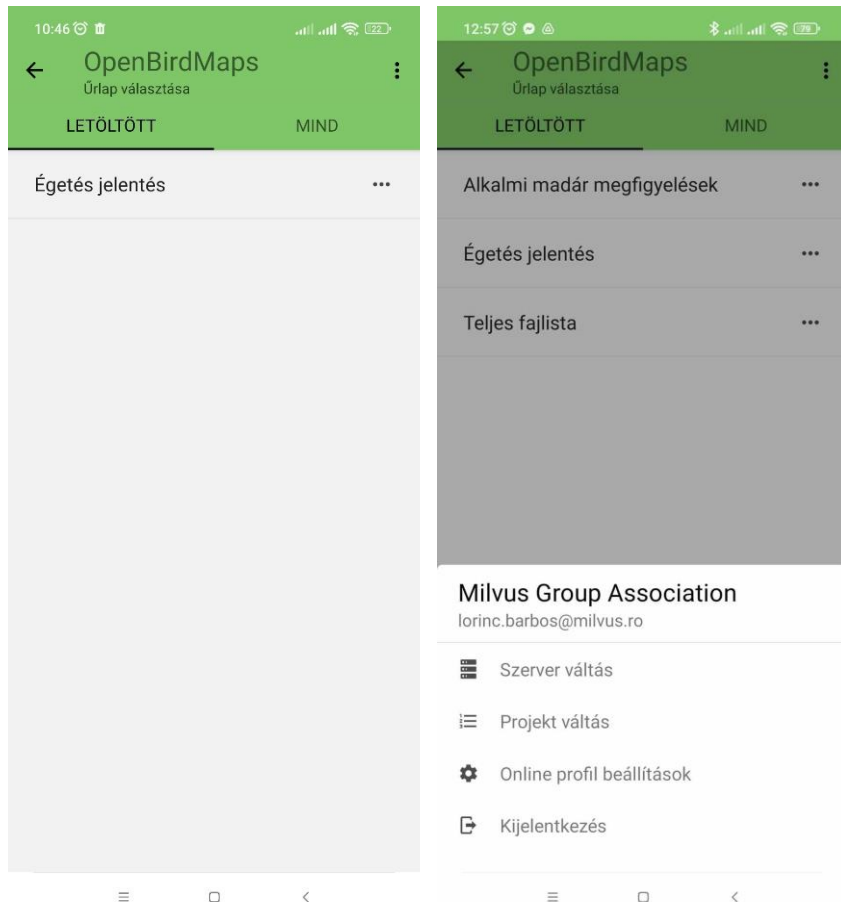 10:46
22
OpenBirdMaps
Űrlap választása
LETÖLTÖTT MIND
Égetés jelentés
12:57
79
OpenBirdMaps
Űrlap választása
LETÖLTÖTT MIND
Alkalmi madár megfigyelések
Égetés jelentés
Teljes fajlista
Milvus Group Association
lorinc.barbos@milvus.ro
Szerver váltás
Projekt váltás
Online profil beállítások
Kijelentkezés